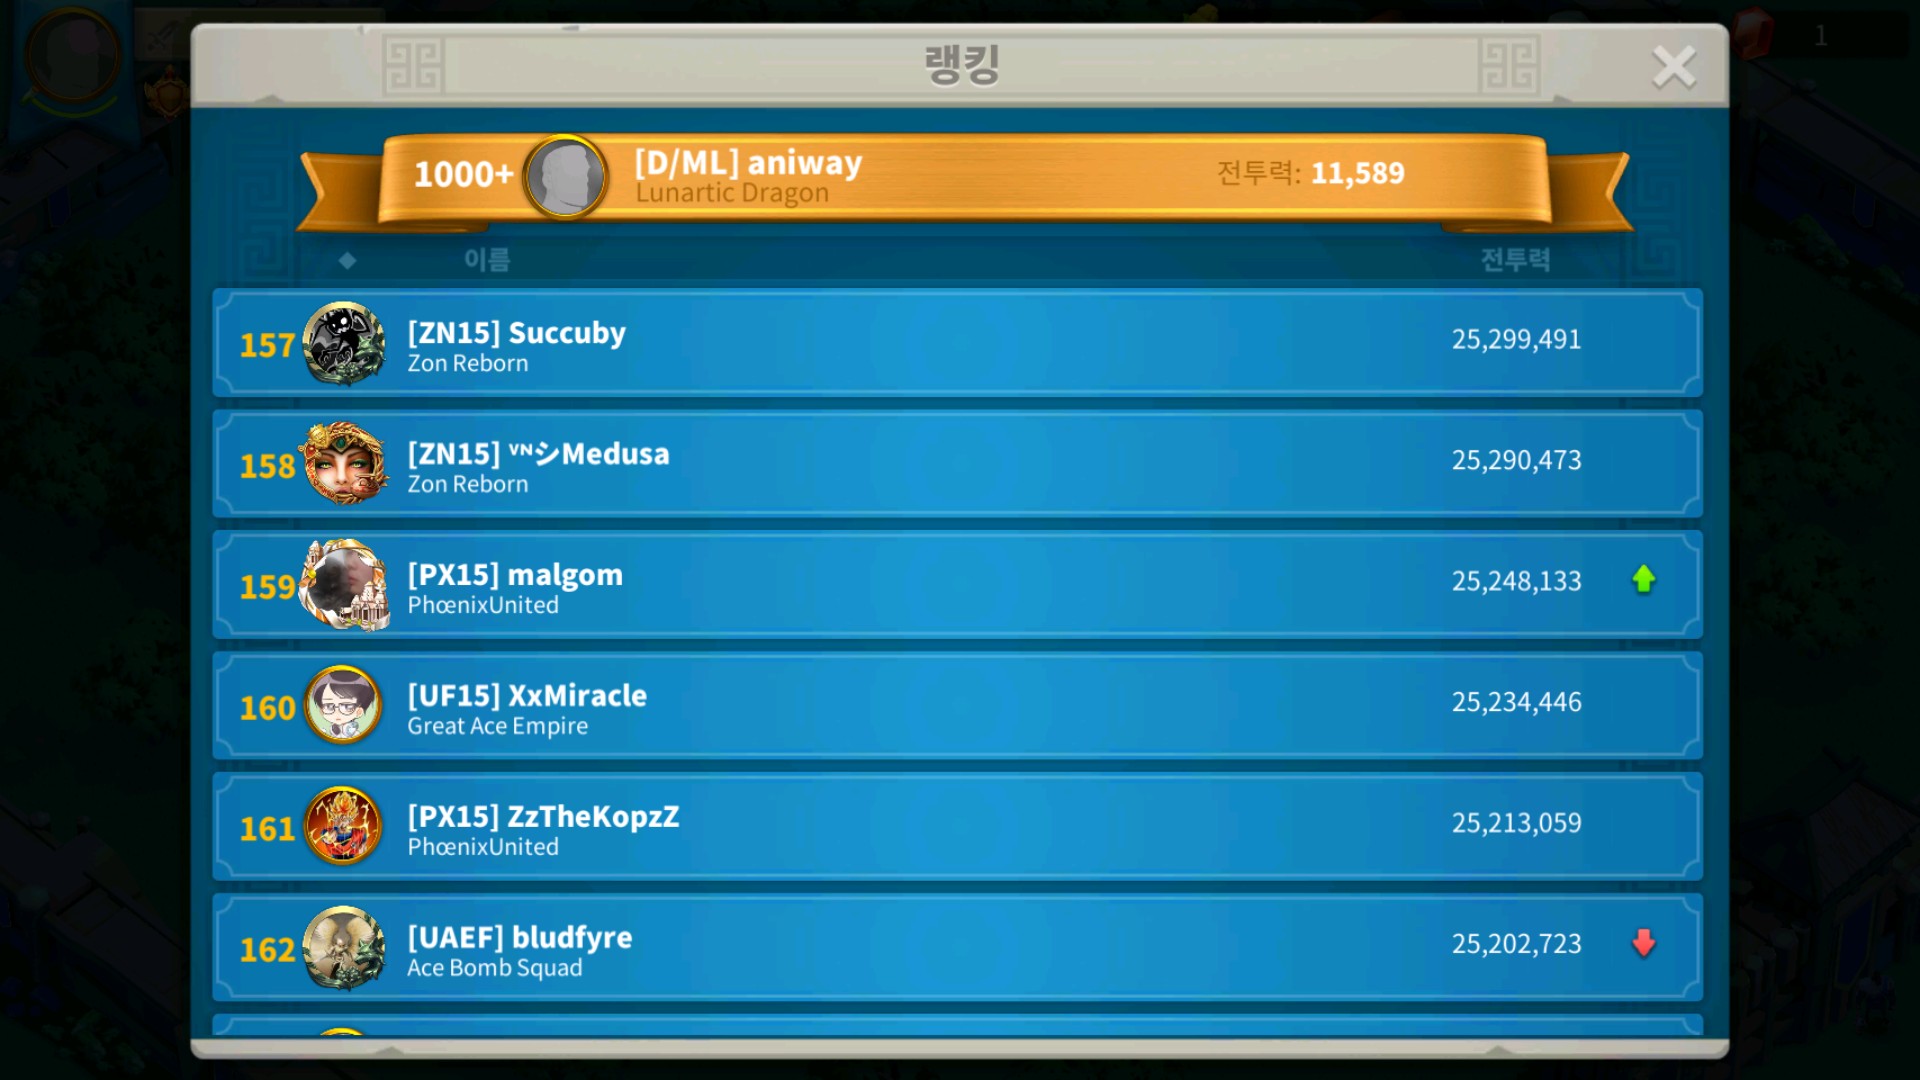 랭킹
1
1000+
[D/ML] aniway
Lunartic Dragon
전투력: 11,589
이름
전투력
157
[ZN15] Succuby
Zon Reborn
25,299,491
158
[ZN15] ⱽᴺシMedusa
Zon Reborn
25,290,473
159
[PX15] malgom
PhœnixUnited
25,248,133
160
[UF15] XxMiracle
Great Ace Empire
25,234,446
161
[PX15] ZzTheKopzZ
PhœnixUnited
25,213,059
162
[UAEF] bludfyre
Ace Bomb Squad
25,202,723